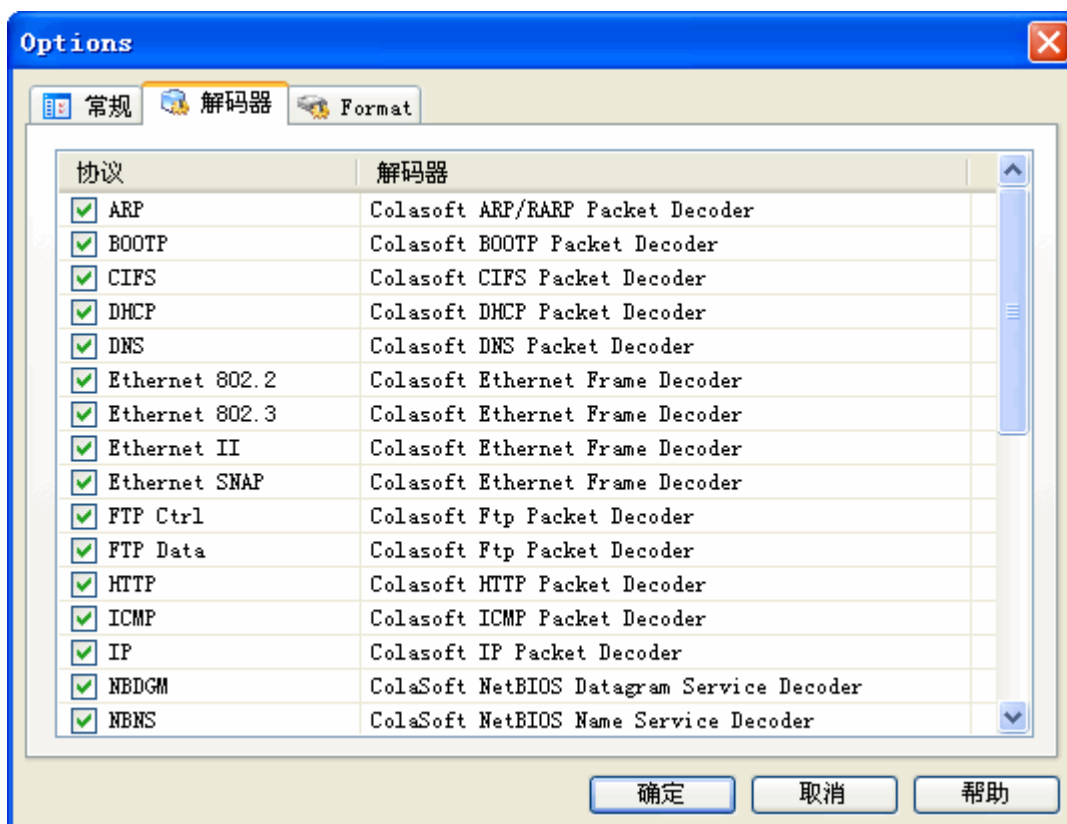 Options
常规 解码器 Format
协议 解码器
ARP Colasoft ARP/RARP Packet Decoder
BOOTP Colasoft BOOTP Packet Decoder
CIFS Colasoft CIFS Packet Decoder
DHCP Colasoft DHCP Packet Decoder
DNS Colasoft DNS Packet Decoder
Ethernet 802.2 Colasoft Ethernet Frame Decoder
Ethernet 802.3 Colasoft Ethernet Frame Decoder
Ethernet II Colasoft Ethernet Frame Decoder
Ethernet SNAP Colasoft Ethernet Frame Decoder
FTP Ctrl Colasoft Ftp Packet Decoder
FTP Data Colasoft Ftp Packet Decoder
HTTP Colasoft HTTP Packet Decoder
ICMP Colasoft ICMP Packet Decoder
IP Colasoft IP Packet Decoder
NBDGM ColaSoft NetBIOS Datagram Service Decoder
NBNS ColaSoft NetBIOS Name Service Decoder
确定 取消 帮助